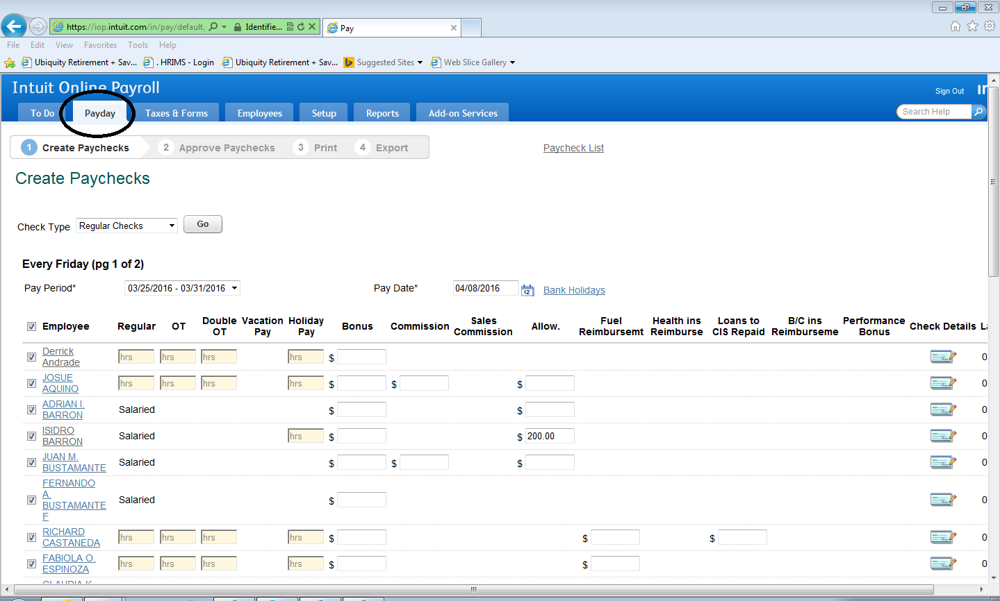 https://iop.intuit.com/in/pay/default. Identifie... Pay
File Edit View Favorites Tools Help
Ubiquity Retirement + Sav... . HRIMS - Login Ubiquity Retirement + Sav... Suggested Sites Web Slice Gallery
Intuit Online Payroll
Sign Out
To Do Payday Taxes & Forms Employees Setup Reports Add-on Services Search Help
1 Create Paychecks 2 Approve Paychecks 3 Print 4 Export Paycheck List
Create Paychecks
Check Type Regular Checks Go
Every Friday (pg 1 of 2)
Pay Period* 03/25/2016 - 03/31/2016 Pay Date* 04/08/2016 12 Bank Holidays
Employee Regular OT Double OT Vacation Pay Holiday Pay Bonus Commission Sales Commission Allow. Fuel Reimbursemt Health ins Reimburse Loans to CIS Repaid B/C ins Reimburseme Performance Bonus Check Details
Derrick Andrade hrs hrs hrs hrs $ 0
JOSUE AQUINO hrs hrs hrs hrs $ $ $ 0
ADRIAN I. BARRON Salaried $ $ 0
ISIDRO BARRON Salaried hrs $ $ 200.00 0
JUAN M. BUSTAMANTE Salaried $ $ $ 0
FERNANDO A. BUSTAMANTE F Salaried $ 0
RICHARD CASTANEDA hrs hrs hrs hrs $ $ $ 0
FABIOLA O. ESPINOZA hrs hrs hrs hrs $ $ 0